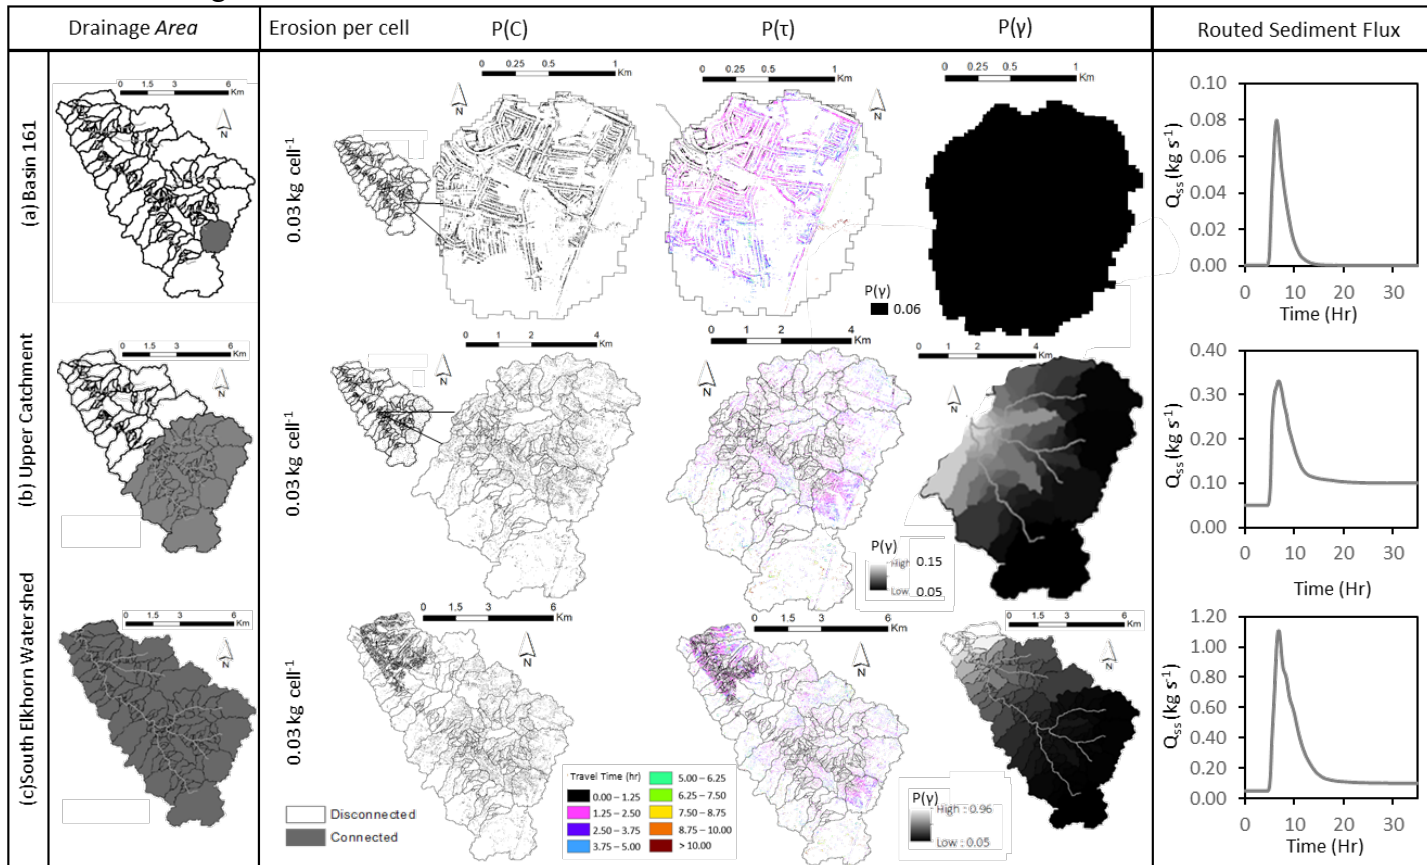 Drainage Area
Erosion per cell
P(C)
P(τ)
P(γ)
Routed Sediment Flux
(a) Basin 161
0 1.5 3 6
Km
N
0.03 kg cell-1
0 0.25 0.5 1
Km
N
0 0.25 0.5 1
Km
N
0 0.25 0.5 1
Km
P(γ)
0.06
Qss (kg s-1)
0.10
0.08
0.06
0.04
0.02
0.00
0 10 20 30
Time (Hr)
(b) Upper Catchment
0 1.5 3 6
Km
N
0.03 kg cell-1
0 1 2 4
Km
N
0 1 2 4
Km
N
0 1 2 4
Km
N
P(γ)
High 0.15
Low 0.05
Qss (kg s-1)
0.40
0.30
0.20
0.10
0.00
0 10 20 30
Time (Hr)
(c)South Elkhorn Watershed
0 1.5 3 6
Km
N
0.03 kg cell-1
0 1.5 3 6
Km
N
0 1.5 3 6
Km
N
0 1.5 3 6
Km
N
Disconnected
Connected
Travel Time (hr)
0.00 – 1.25
1.25 – 2.50
2.50 – 3.75
3.75 – 5.00
5.00 – 6.25
6.25 – 7.50
7.50 – 8.75
8.75 – 10.00
> 10.00
P(γ)
High : 0.96
Low : 0.05
Qss (kg s-1)
1.20
1.00
0.80
0.60
0.40
0.20
0.00
0 10 20 30
Time (Hr)